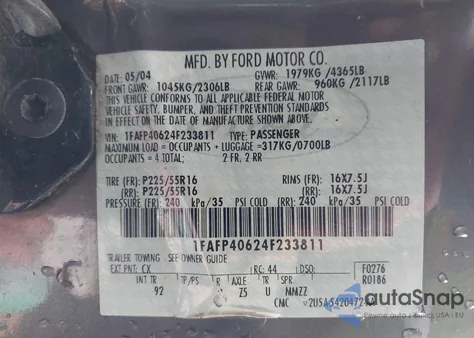 MFD. BY FORD MOTOR CO.
DATE: 05/04 GVWR: 1979KG /4365LB
FRONT GAWR: 1045KG/2306LB REAR GAWR: 960KG /2117LB
THIS VEHICLE CONFORMS TO ALL APPLICABLE FEDERAL MOTOR
VEHICLE SAFETY, BUMPER, AND THEFT PREVENTION STANDARDS
IN EFFECT ON THE DATE OF MANUFACTURE SHOWN ABOVE.
VIN: 1FAFP40624F233811 TYPE: PASSENGER
MAXIMUM LOAD = OCCUPANTS + LUGGAGE =317KG/0700LB
OCCUPANTS = 4 TOTAL; 2 FR, 2 RR
TIRE (FR): P225/55R16 RIMS (FR): 16X7.5J
(RR): P225/55R16 (RR): 16X7.5J
PRESSURE (FR): 240 kPa/35 PSI COLD (RR): 240 kPa/35 PSI COLD
1FAFP40624F233811
TRAILER TOWING - SEE OWNER GUIDE
EXT PNT: CX RC: 44 DSO: F0276
R0186
INT TR TP/PS R AXLE TR SPR
92 Z5 U MMZZ
CMC
autoSnap